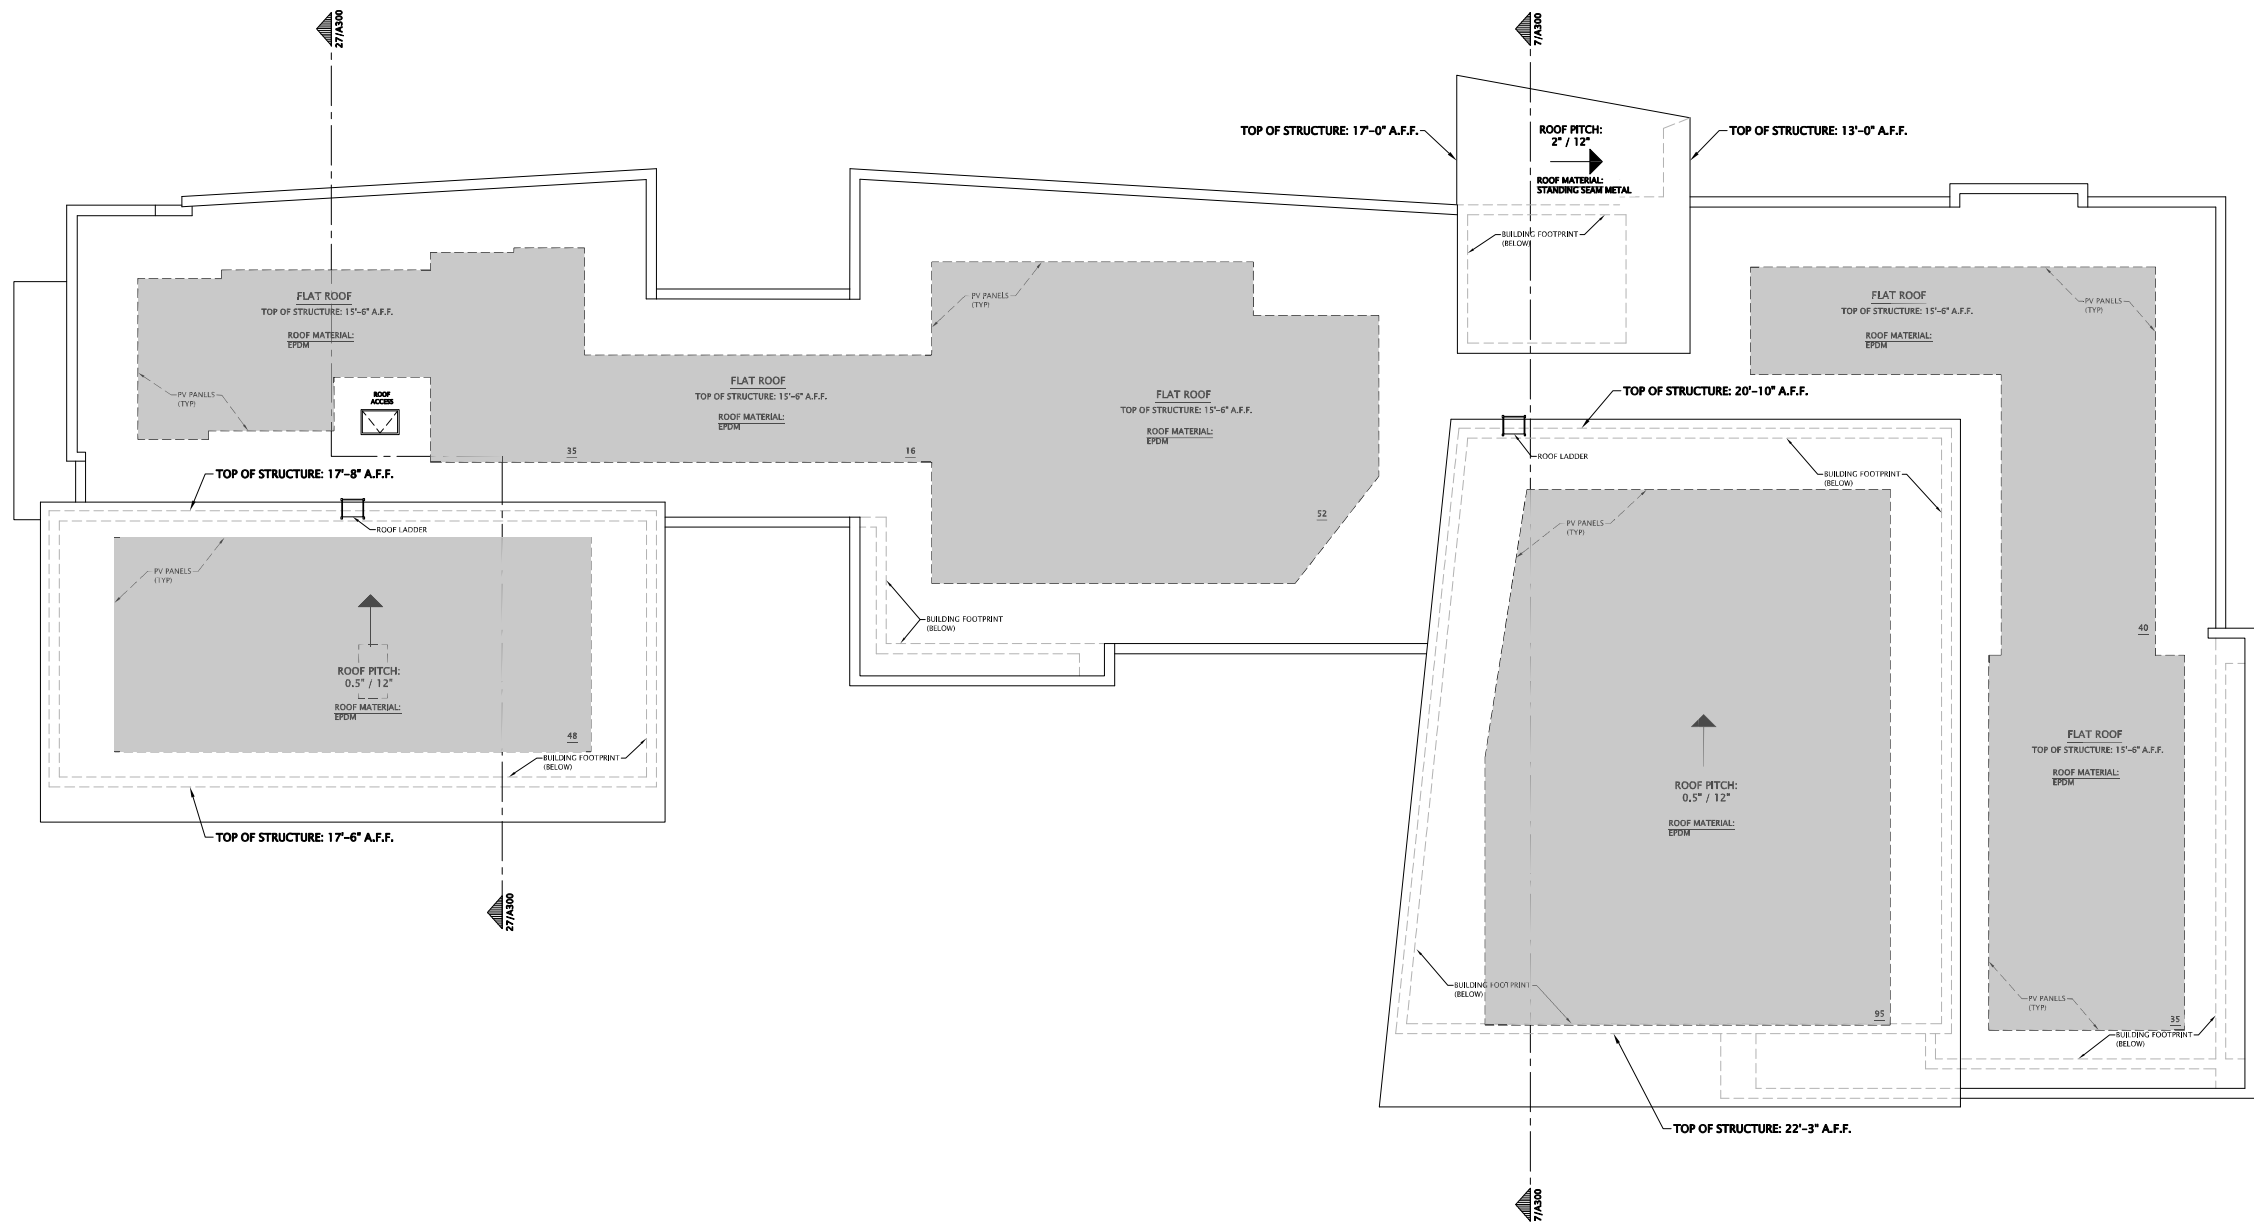 27/A300
7/A300
TOP OF STRUCTURE: 17'-0" A.F.F.
ROOF PITCH:
2" / 12"
TOP OF STRUCTURE: 13'-0" A.F.F.
ROOF MATERIAL:
STANDING SEAM METAL
BUILDING FOOTPRINT
(BELOW)
FLAT ROOF
TOP OF STRUCTURE: 15'-6" A.F.F.
ROOF MATERIAL:
EPDM
PV PANELS
(TYP)
FLAT ROOF
TOP OF STRUCTURE: 15'-6" A.F.F.
ROOF MATERIAL:
EPDM
PV PANELS
(TYP)
PV PANELS
(TYP)
ROOF
ACCESS
FLAT ROOF
TOP OF STRUCTURE: 15'-6" A.F.F.
ROOF MATERIAL:
EPDM
FLAT ROOF
TOP OF STRUCTURE: 15'-6" A.F.F.
ROOF MATERIAL:
EPDM
TOP OF STRUCTURE: 20'-10" A.F.F.
35
16
ROOF LADDER
TOP OF STRUCTURE: 17'-8" A.F.F.
BUILDING FOOTPRINT
(BELOW)
52
ROOF LADDER
PV PANELS
(TYP)
PV PANELS
(TYP)
BUILDING FOOTPRINT
(BELOW)
40
ROOF PITCH:
0.5" / 12"
ROOF MATERIAL:
EPDM
48
BUILDING FOOTPRINT
(BELOW)
FLAT ROOF
TOP OF STRUCTURE: 15'-6" A.F.F.
ROOF MATERIAL:
EPDM
ROOF PITCH:
0.5" / 12"
ROOF MATERIAL:
EPDM
TOP OF STRUCTURE: 17'-6" A.F.F.
27/A300
BUILDING FOOTPRINT
(BELOW)
PV PANELS
(TYP)
95
35
BUILDING FOOTPRINT
(BELOW)
TOP OF STRUCTURE: 22'-3" A.F.F.
7/A300